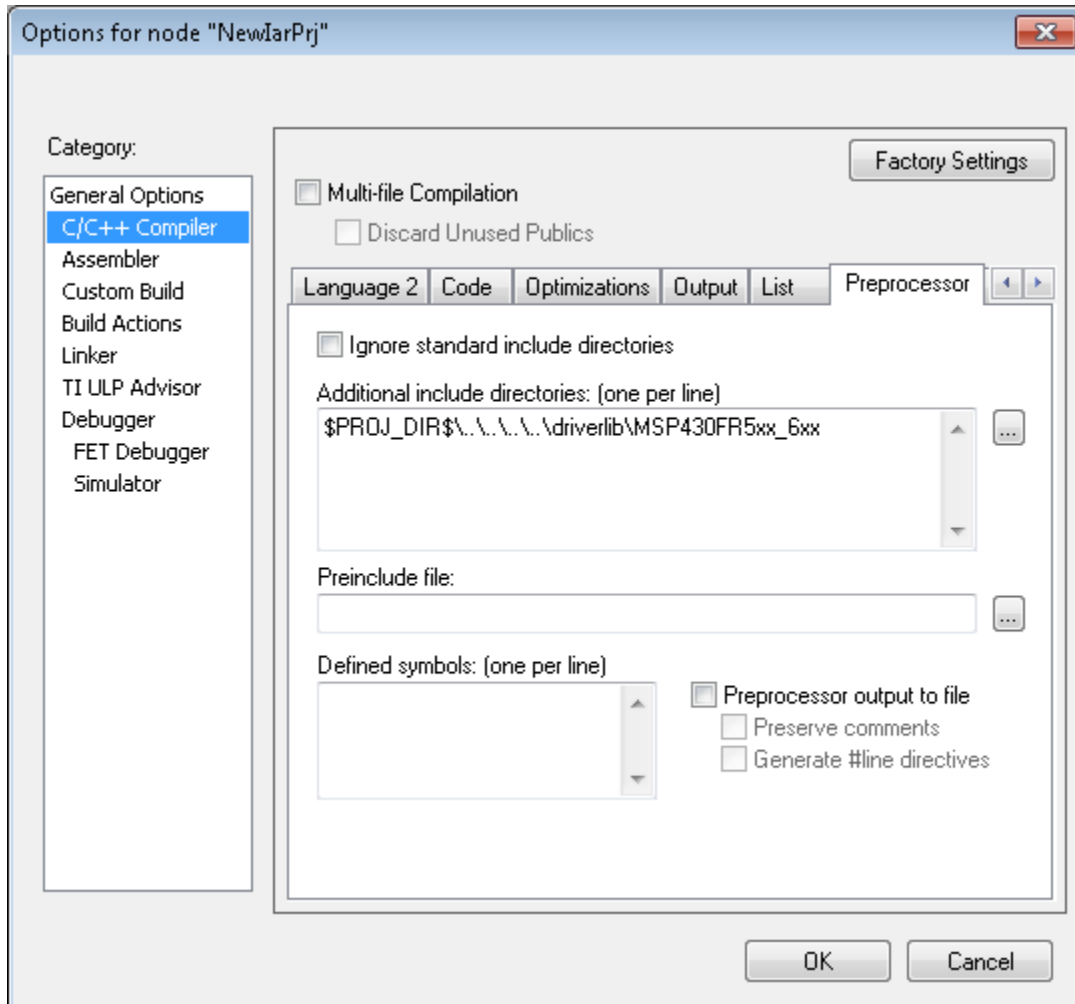 Options for node "NewIarPrj"
Category:
General Options
C/C++ Compiler
Assembler
Custom Build
Build Actions
Linker
TI ULP Advisor
Debugger
FET Debugger
Simulator
Factory Settings
Multi-file Compilation
Discard Unused Publics
Language 2 Code Optimizations Output List Preprocessor
Ignore standard include directories
Additional include directories: (one per line)
$PROJ_DIR$\..\..\..\..\driverlib\MSP430FR5xx_6xx
...
Preinclude file:
...
Defined symbols: (one per line)
Preprocessor output to file
Preserve comments
Generate #line directives
OK Cancel